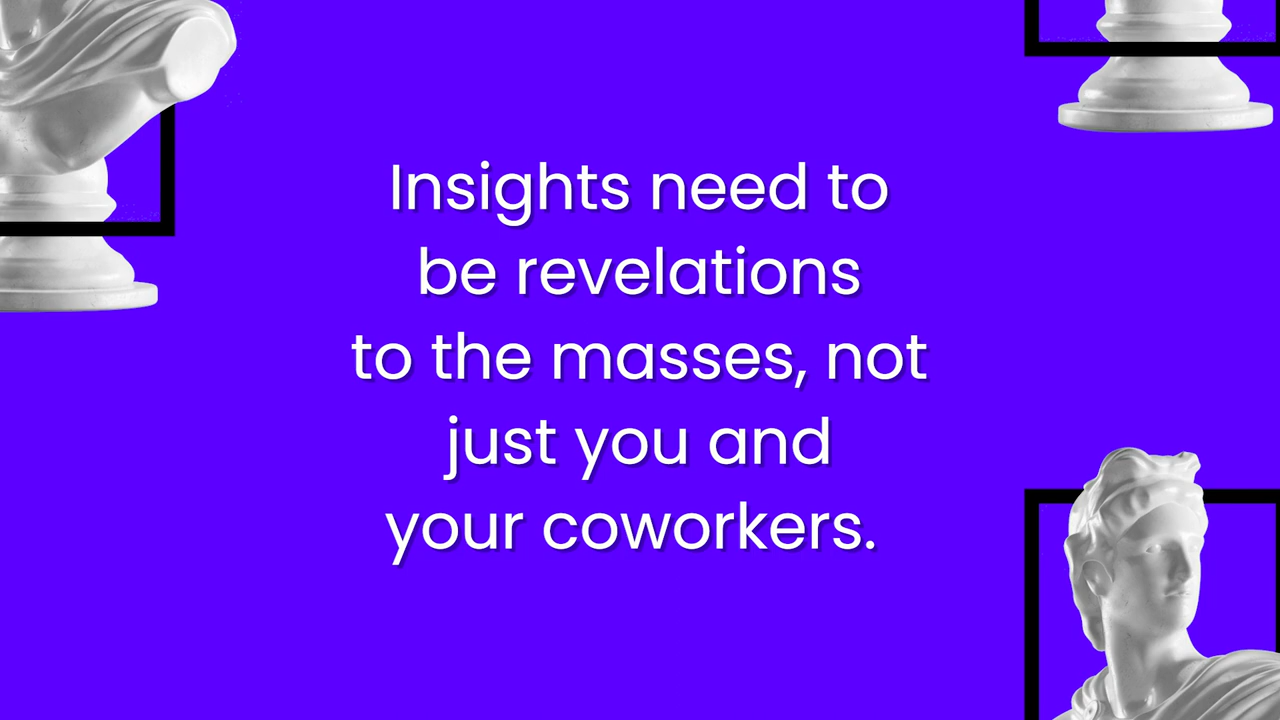 Insights need to
be revelations
to the masses, not
just you and
your coworkers.